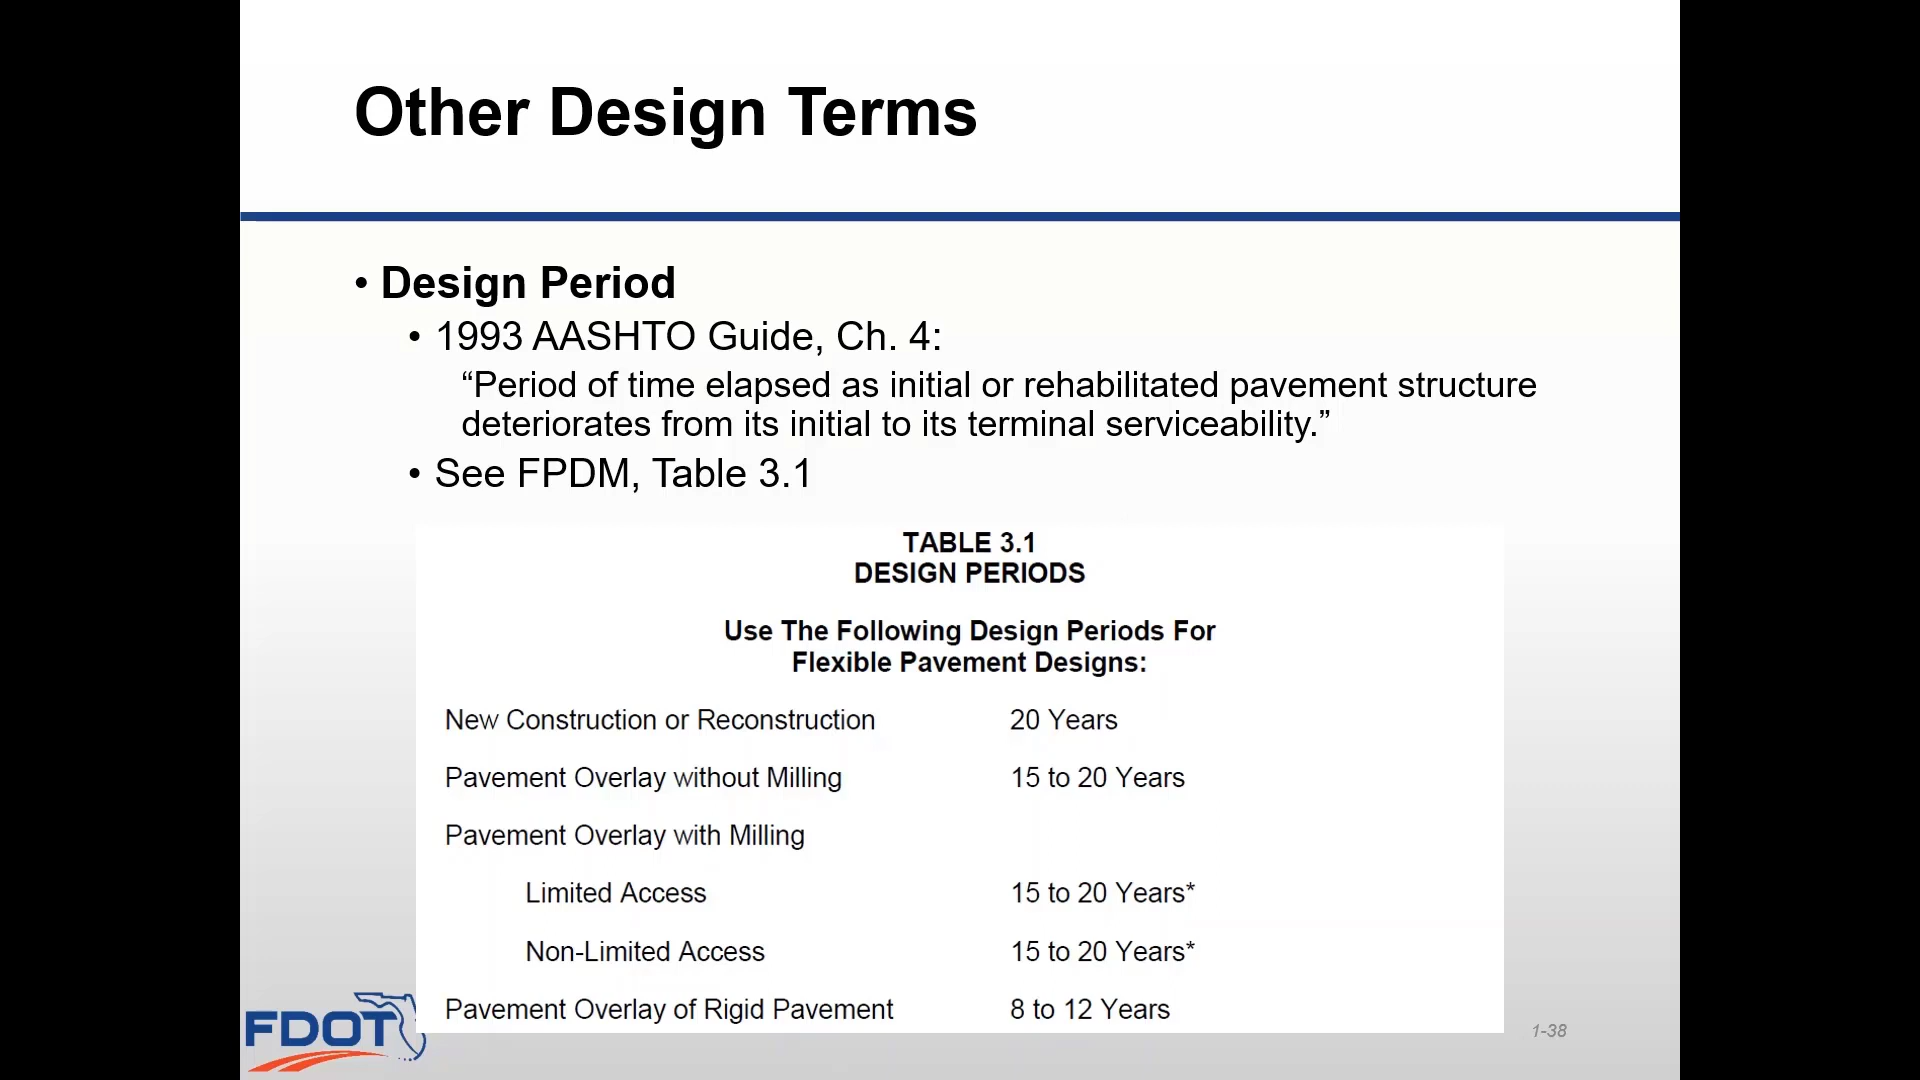 Other Design Terms
• Design Period
• 1993 AASHTO Guide, Ch. 4:
“Period of time elapsed as initial or rehabilitated pavement structure
deteriorates from its initial to its terminal serviceability.”
• See FPDM, Table 3.1
TABLE 3.1
DESIGN PERIODS
Use The Following Design Periods For
Flexible Pavement Designs:
New Construction or Reconstruction 20 Years
Pavement Overlay without Milling 15 to 20 Years
Pavement Overlay with Milling
Limited Access 15 to 20 Years*
Non-Limited Access 15 to 20 Years*
Pavement Overlay of Rigid Pavement 8 to 12 Years
FDOT
1-38